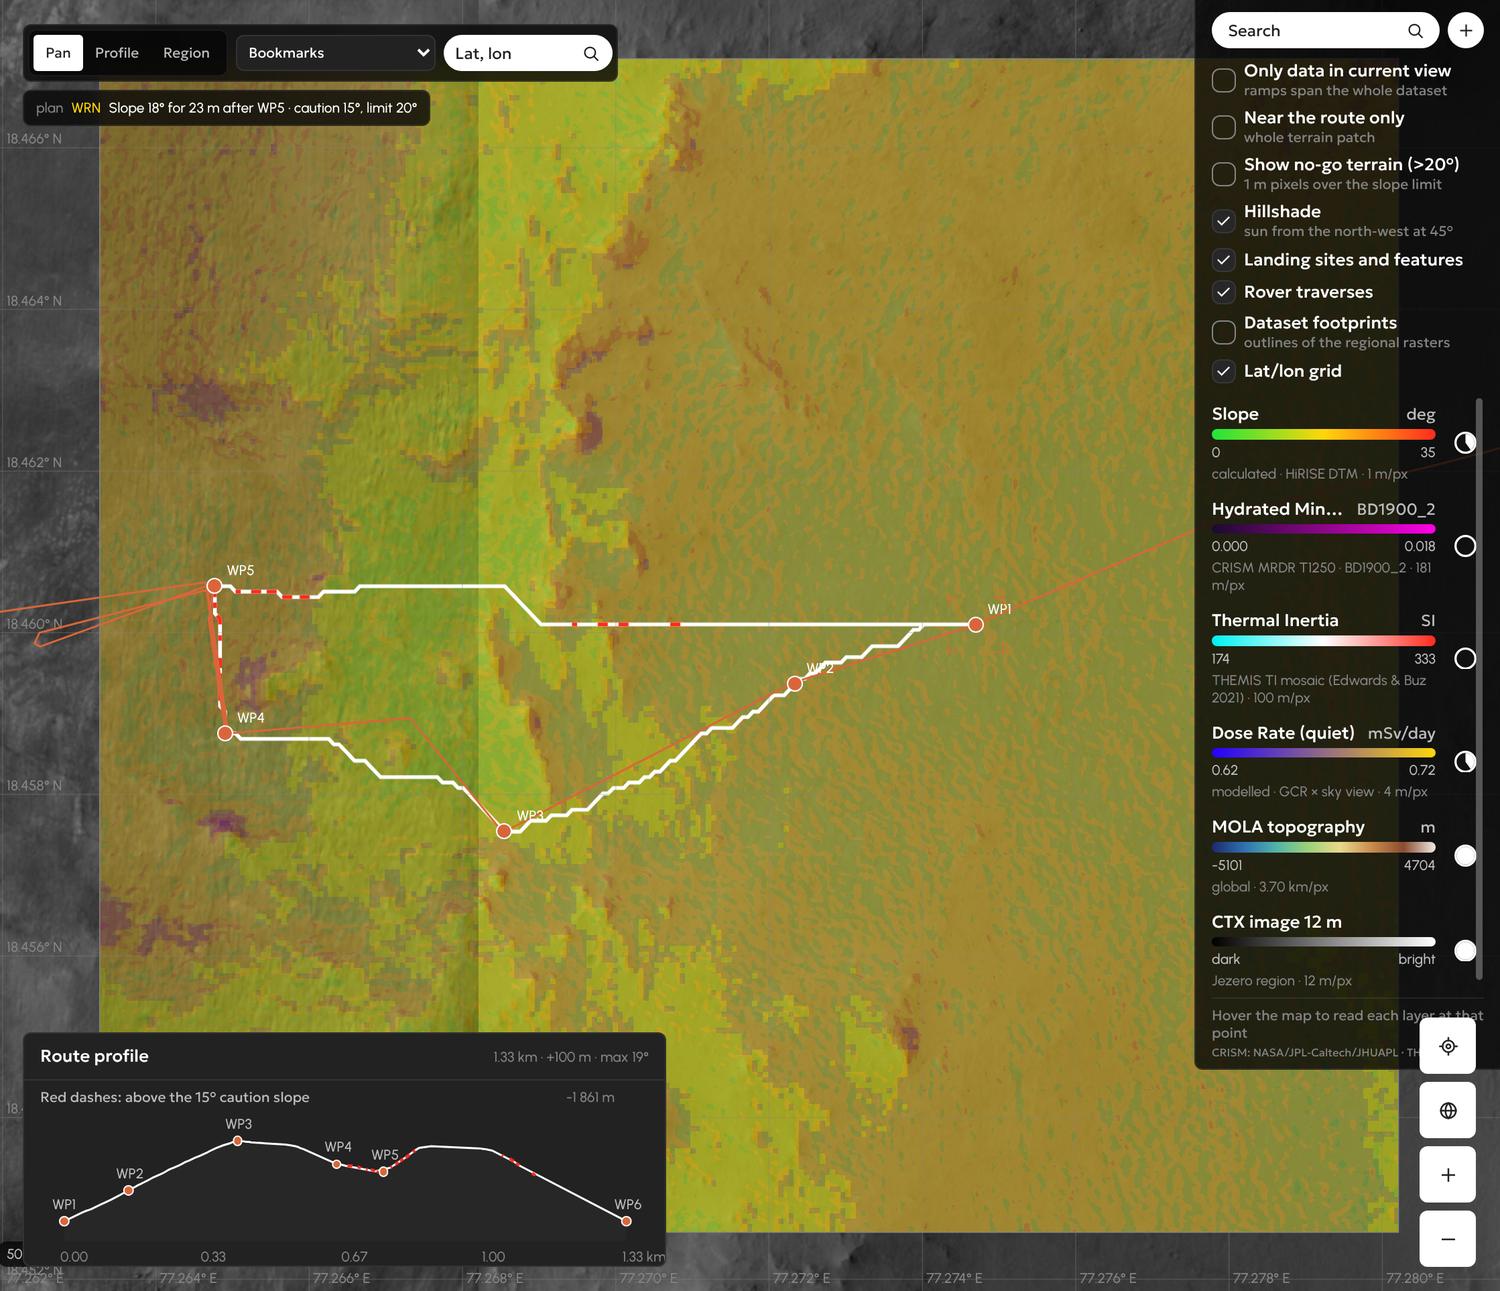 Pan Profile Region Bookmarks Lat, lon
plan WRN Slope 18° for 23 m after WP5 · caution 15°, limit 20°
Search
Only data in current view
ramps span the whole dataset
Near the route only
whole terrain patch
Show no-go terrain (>20°)
1 m pixels over the slope limit
Hillshade
sun from the north-west at 45°
Landing sites and features
Rover traverses
Dataset footprints
outlines of the regional rasters
Lat/lon grid
Slope deg
0 35
calculated · HiRISE DTM · 1 m/px
Hydrated Min... BD1900_2
0.000 0.018
CRISM MRDR T1250 · BD1900_2 · 181
m/px
Thermal Inertia SI
174 333
THEMIS TI mosaic (Edwards & Buz
2021) · 100 m/px
Dose Rate (quiet) mSv/day
0.62 0.72
modelled · GCR × sky view · 4 m/px
MOLA topography m
-5101 4704
global · 3.70 km/px
CTX image 12 m
dark bright
Jezero region · 12 m/px
Hover the map to read each layer at that
point
CRISM: NASA/JPL-Caltech/JHUAPL · TH
18.466° N
18.464° N
18.462° N
18.460° N
18.458° N
18.456° N
18.4
WP5
WP1
WP2
WP4
WP3
Route profile 1.33 km · +100 m · max 19°
Red dashes: above the 15° caution slope -1 861 m
WP3
WP4
WP5
WP2
WP1 WP6
0.00 0.33 0.67 1.00 1.33 km
50
18.452° N
77.262° E 77.264° E 77.266° E 77.268° E 77.270° E 77.272° E 77.274° E 77.276° E 77.278° E 77.280° E